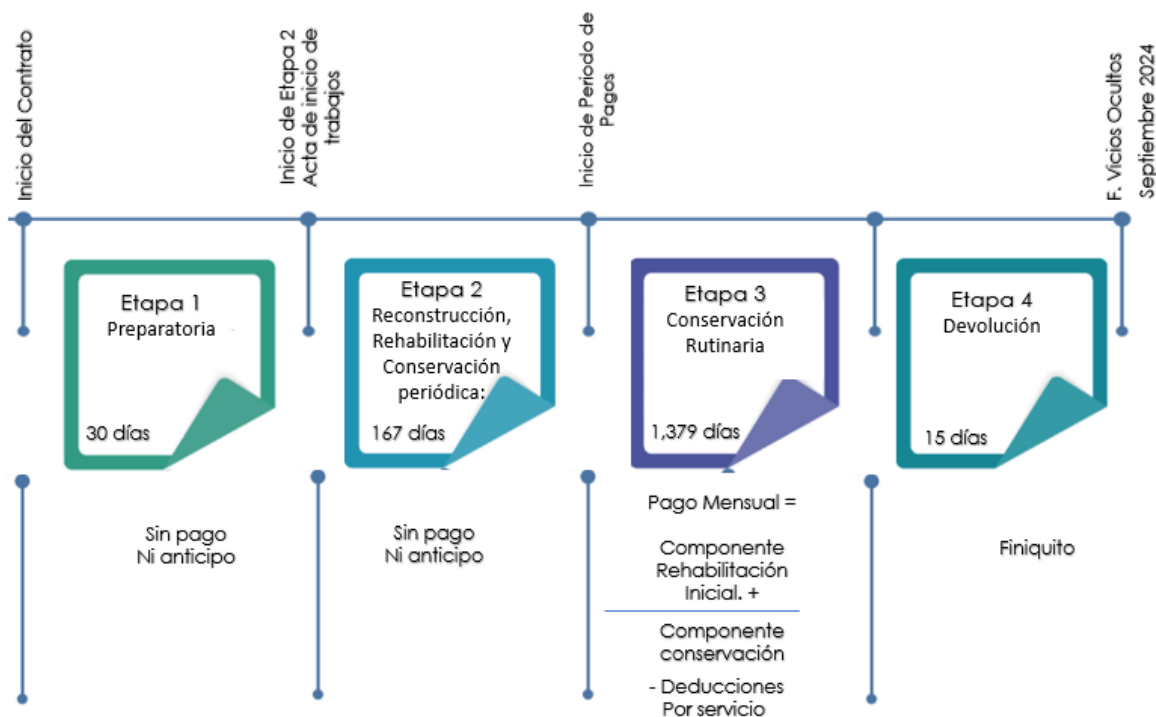 Inicio del Contrato
Inicio de Etapa 2
Acta de inicio de
trabajos
Inicio de Periodo de
Pagos
F. Vicios Ocultos
Septiembre 2024
Etapa 1
Preparatoria
30 días
Etapa 2
Reconstrucción,
Rehabilitación y
Conservación
periódica:
167 días
Etapa 3
Conservación
Rutinaria
1,379 días
Etapa 4
Devolución
15 días
Sin pago
Ni anticipo
Sin pago
Ni anticipo
Pago Mensual =
Componente
Rehabilitación
Inicial. +
Componente
conservación
- Deducciones
Por servicio
Finiquito